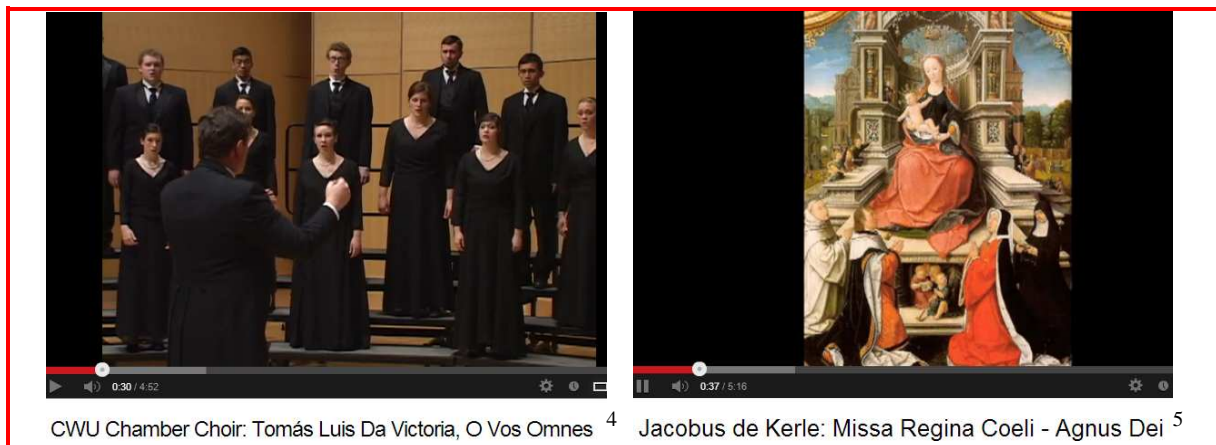 0:30 / 4:52
0:37 / 5:16
CWU Chamber Choir: Tomás Luis Da Victoria, O Vos Omnes 4
Jacobus de Kerle: Missa Regina Coeli - Agnus Dei 5